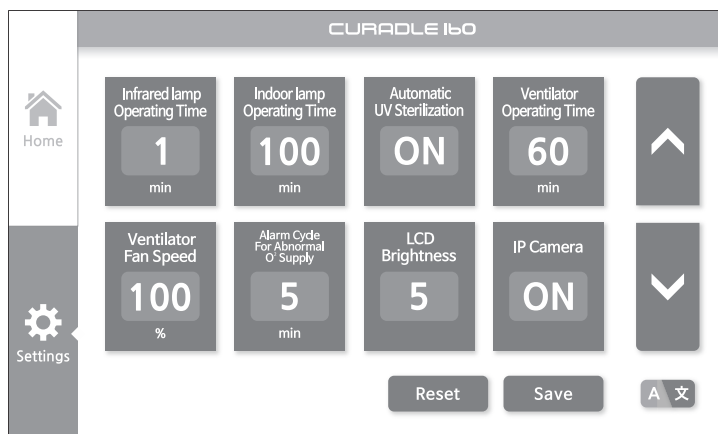 CURADLE 160
Home
Infrared lamp
Operating Time
1
min
Indoor lamp
Operating Time
100
min
Automatic
UV Sterilization
ON
Ventilator
Operating Time
60
min
Settings
Ventilator
Fan Speed
100
%
Alarm Cycle
For Abnormal
O² Supply
5
min
LCD
Brightness
5
IP Camera
ON
Reset
Save
A 文